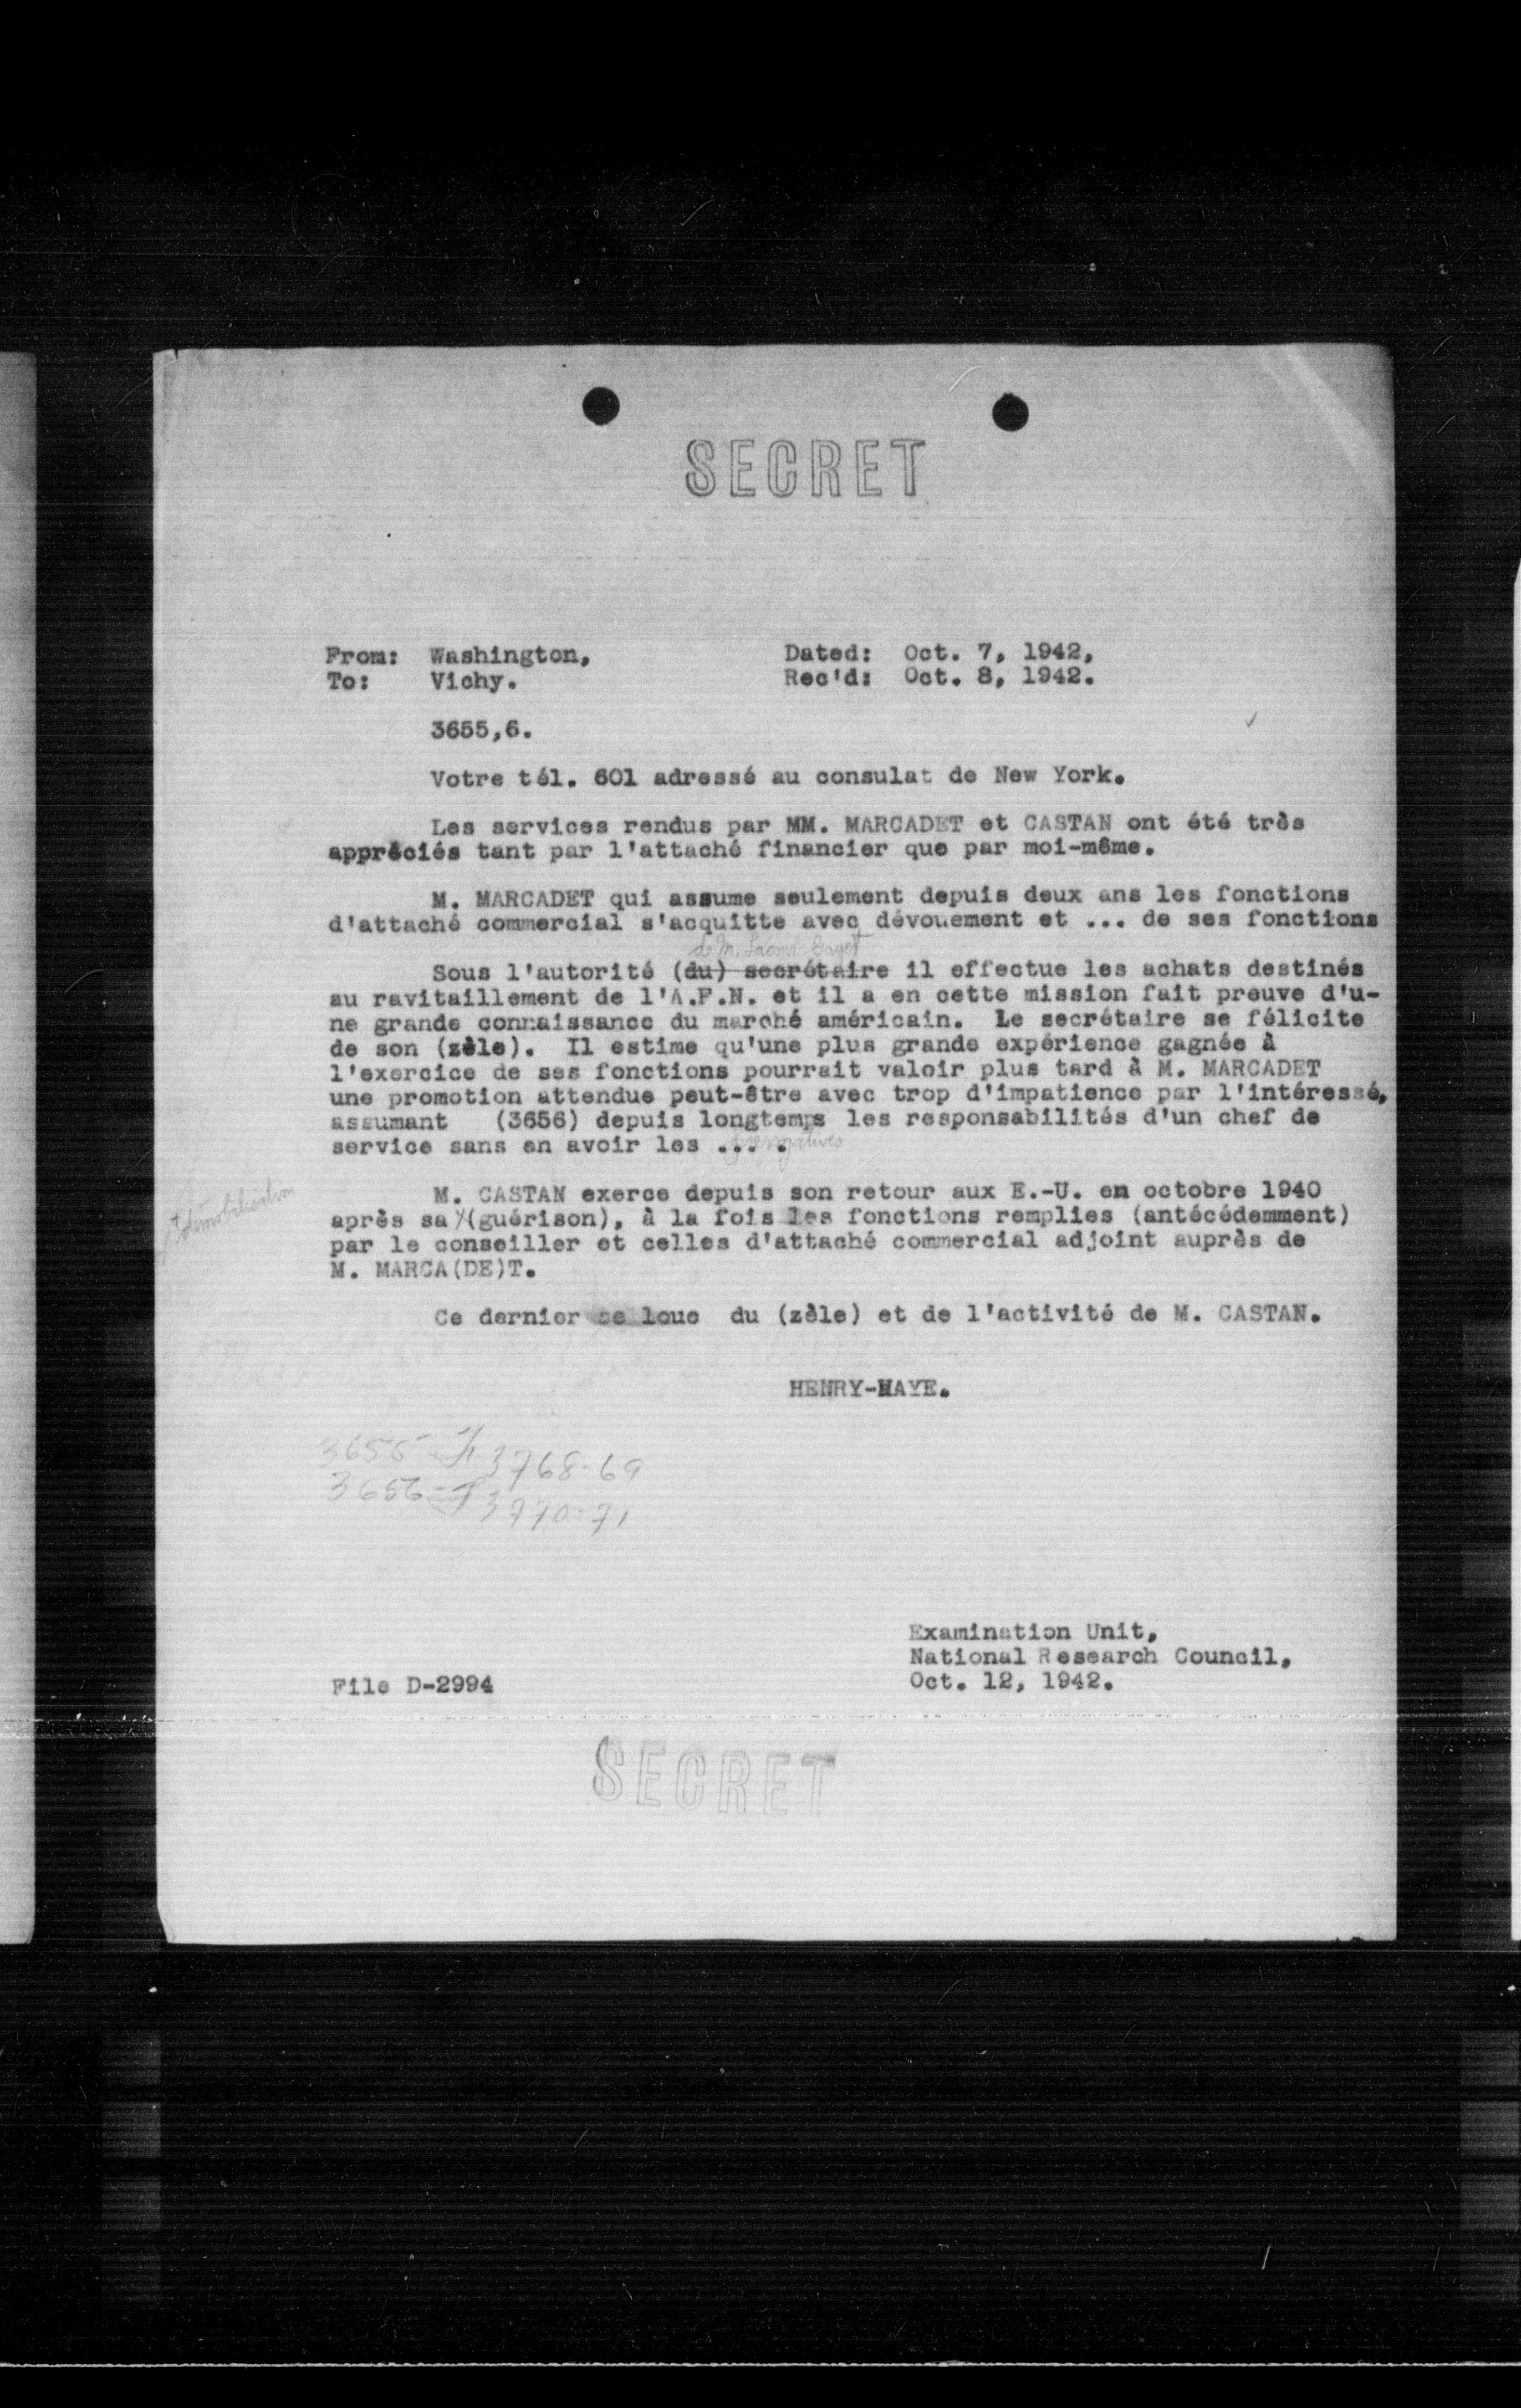 SECRET
From: Washington,
To: Vichy.
Dated: Oct. 7, 1942,
Rec'd: Oct. 8, 1942.
3655,6.
Votre tél. 601 adressé au consulat de New York.
Les services rendus par MM. MARCADET et CASTAN ont été très
appréciés tant par l'attaché financier que par moi-même.
M. MARCADET qui assume seulement depuis deux ans les fonctions
d'attaché commercial s'acquitte avec dévouement et ... de ses fonctions
de M.
Sous l'autorité (du) secrétaire il effectue les achats destinés
au ravitaillement de l'A.F.N. et il a en cette mission fait preuve d'u-
ne grande connaissance du marché américain. Le secrétaire se félicite
de son (zèle). Il estime qu'une plus grande expérience gagnée à
l'exercice de ses fonctions pourrait valoir plus tard à M. MARCADET
une promotion attendue peut-être avec trop d'impatience par l'intéressé,
assumant (3656) depuis longtemps les responsabilités d'un chef de
service sans en avoir les ... .
prérogatives
M. CASTAN exerce depuis son retour aux E.-U. en octobre 1940
après sa (guérison), à la fois les fonctions remplies (antécédemment)
démobilisation
par le conseiller et celles d'attaché commercial adjoint auprès de
M. MARCA(DE)T.
Ce dernier se loue du (zèle) et de l'activité de M. CASTAN.
HENRY-HAYE.
3655 - 3768-69
3656 - 3770-71
Examination Unit,
National Research Council,
Oct. 12, 1942.
File D-2994
SECRET